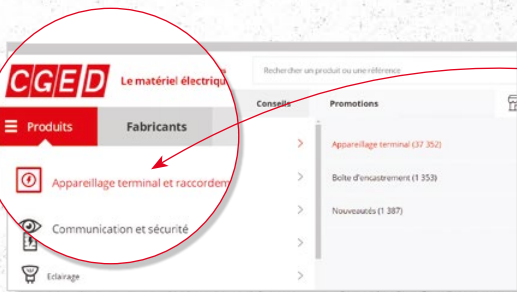 CGED Le matériel électriqu
Rechercher un produit ou une référence
Produits
Fabricants
Conseils
Promotions
Appareillage terminal et raccordem
Communication et sécurité
Eclairage
Appareillage terminal (37 352)
Boîte d'encastrement (1 353)
Nouveautés (1 387)